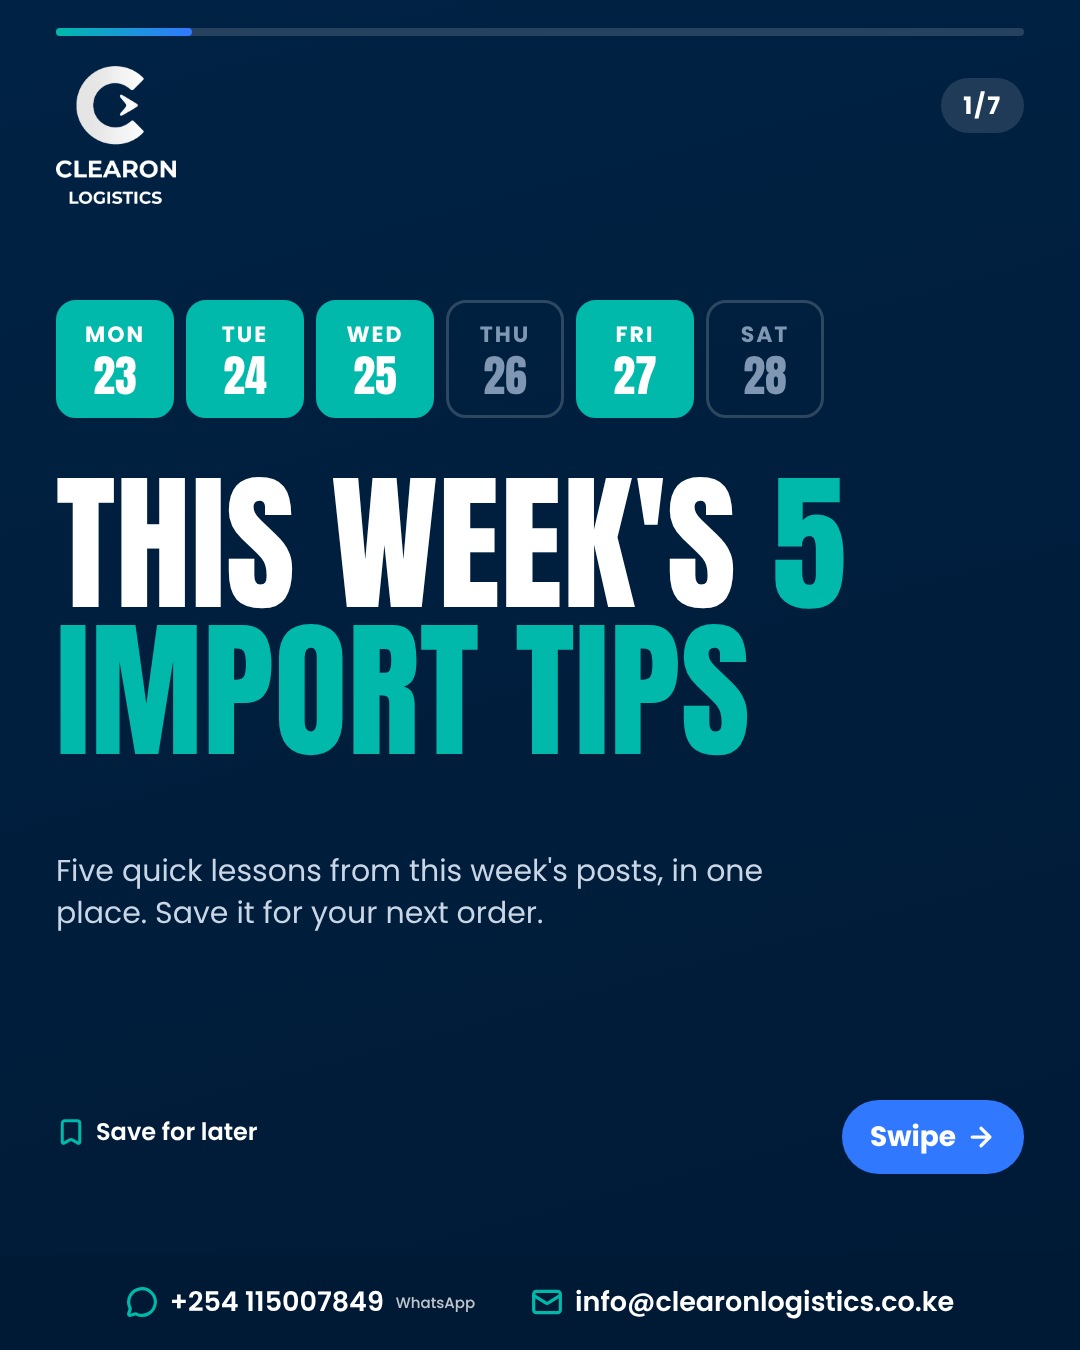 CLEARON
LOGISTICS
1/7
MON TUE WED THU FRI SAT
23 24 25 26 27 28
THIS WEEK'S 5
IMPORT TIPS
Five quick lessons from this week's posts, in one
place. Save it for your next order.
Save for later
Swipe →
+254 115007849 WhatsApp info@clearonlogistics.co.ke